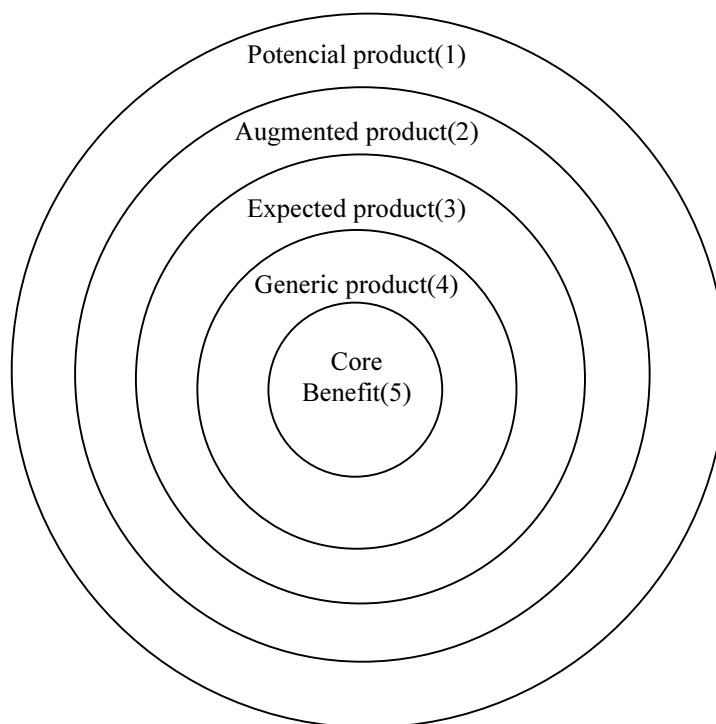 Potencial product(1)
Augmented product(2)
Expected product(3)
Generic product(4)
Core
Benefit(5)